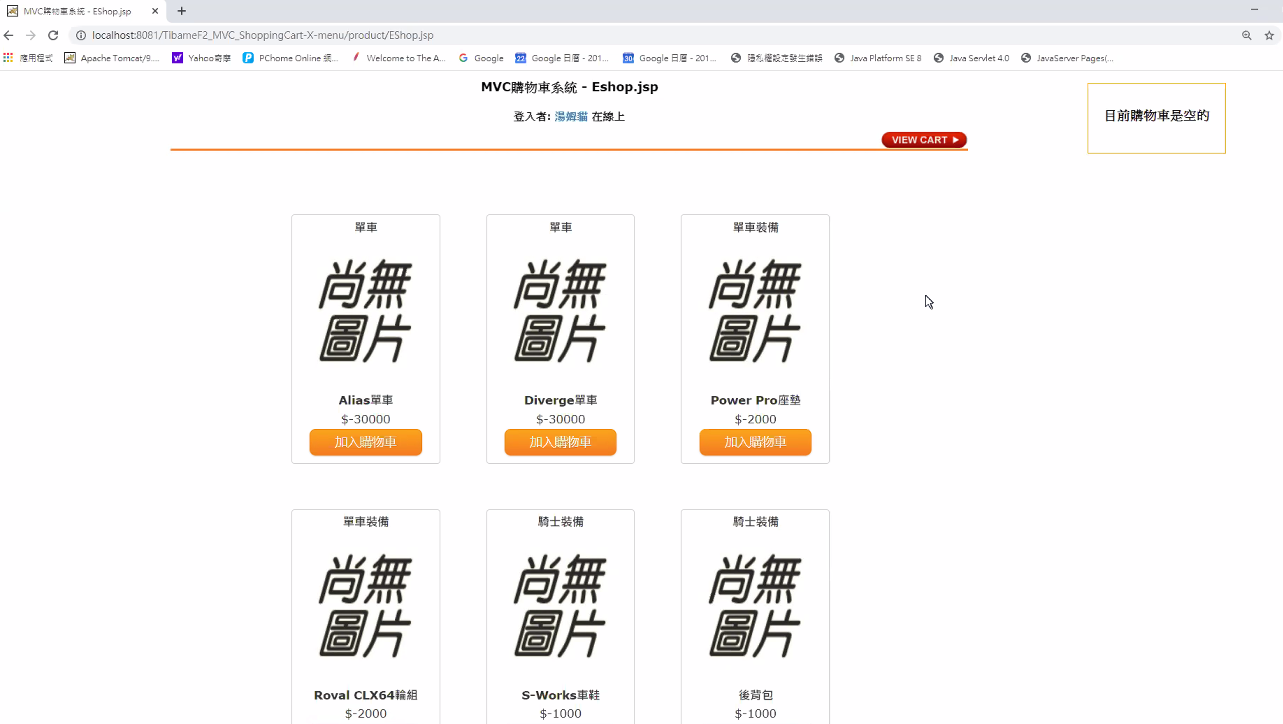 MVC購物車系統 - EShop.jsp
localhost:8081/TIbameF2_MVC_ShoppingCart-X-menu/product/EShop.jsp
應用程式 Apache Tomcat/9.... Yahoo奇摩 PChome Online 網... Welcome to The A... Google Google 日曆 - 201... Google 日曆 - 201... 隱私權設定發生錯誤 Java Platform SE 8 Java Servlet 4.0 JavaServer Pages(...
MVC購物車系統 - Eshop.jsp
登入者: 湯姆貓 在線上
目前購物車是空的
VIEW CART
單車 單車 單車裝備
尚無 尚無 尚無
圖片 圖片 圖片
Alias單車 Diverge單車 Power Pro座墊
$-30000 $-30000 $-2000
加入購物車 加入購物車 加入購物車
單車裝備 騎士裝備 騎士裝備
尚無 尚無 尚無
圖片 圖片 圖片
Roval CLX64輪組 S-Works車鞋 後背包
$-2000 $-1000 $-1000